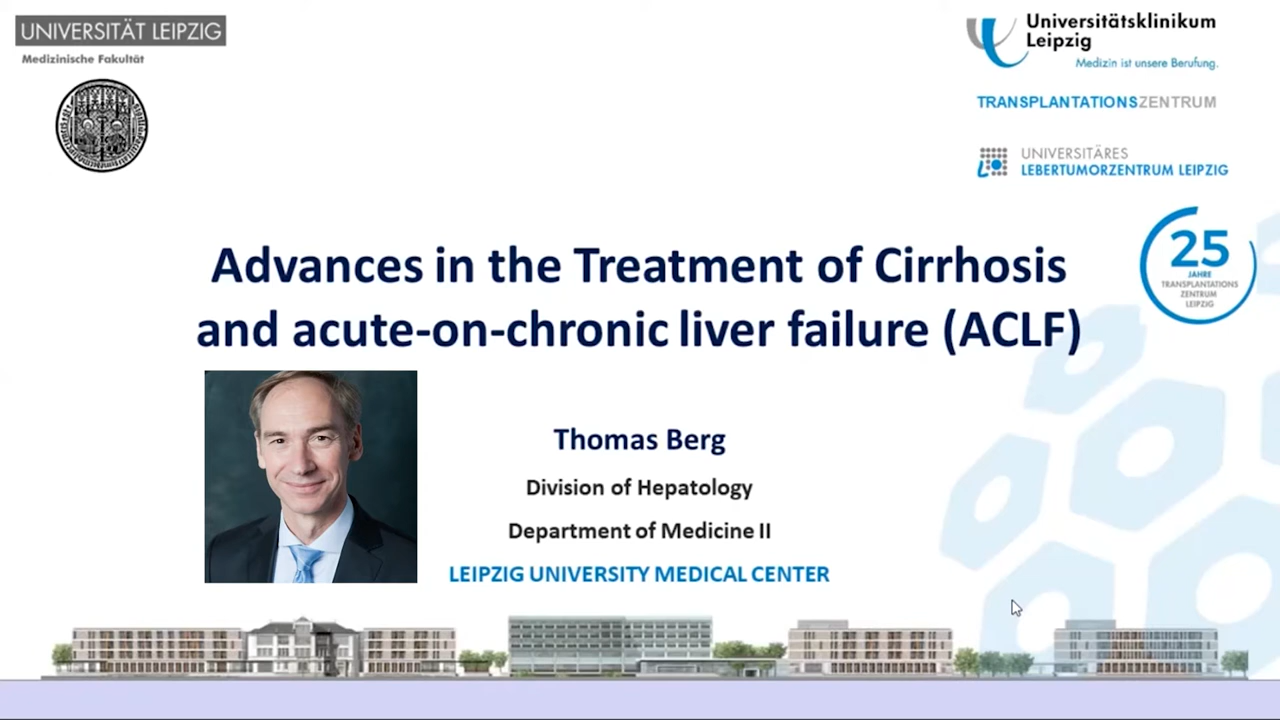 UNIVERSITÄT LEIPZIG
Medizinische Fakultät
Universitätsklinikum
Leipzig
Medizin ist unsere Berufung.
TRANSPLANTATIONSZENTRUM
UNIVERSITÄRES
LEBERTUMORZENTRUM LEIPZIG
25
JAHRE
TRANSPLANTATIONS
ZENTRUM
LEIPZIG
Advances in the Treatment of Cirrhosis
and acute-on-chronic liver failure (ACLF)
Thomas Berg
Division of Hepatology
Department of Medicine II
LEIPZIG UNIVERSITY MEDICAL CENTER